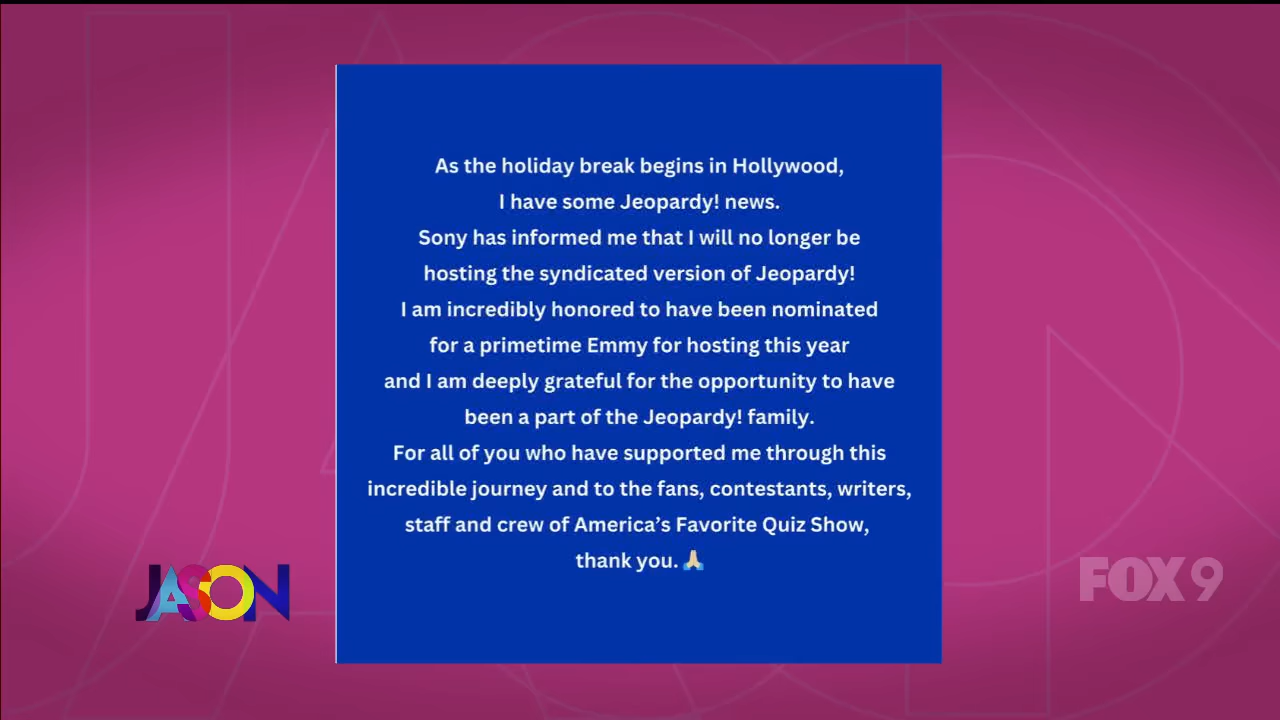 As the holiday break begins in Hollywood,
I have some Jeopardy! news.
Sony has informed me that I will no longer be
hosting the syndicated version of Jeopardy!
I am incredibly honored to have been nominated
for a primetime Emmy for hosting this year
and I am deeply grateful for the opportunity to have
been a part of the Jeopardy! family.
For all of you who have supported me through this
incredible journey and to the fans, contestants, writers,
staff and crew of America’s Favorite Quiz Show,
thank you. 🙏🏼
JASON
FOX 9